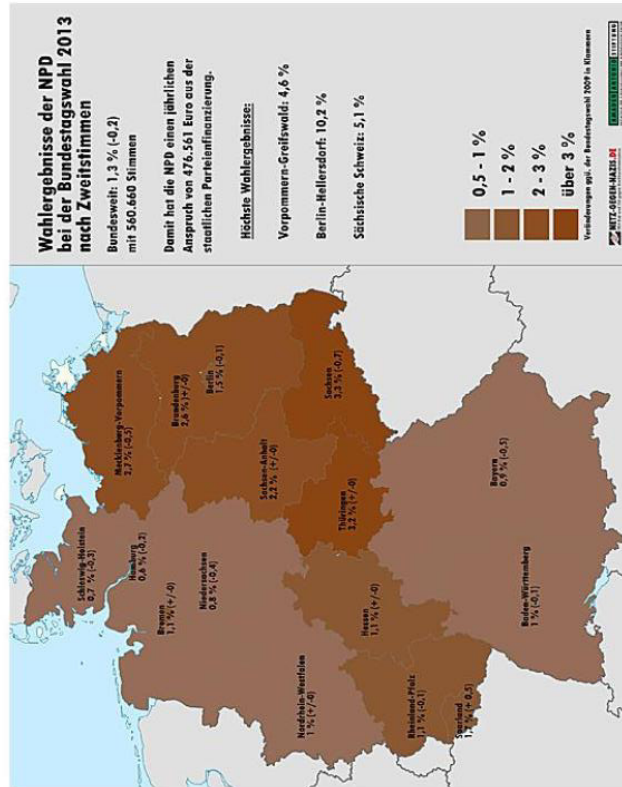 Wahlergebnisse der NPD
bei der Bundestagswahl 2013
nach Zweitstimmen
Bundesweit: 1,3 % (-0,2)
mit 560.660 Stimmen
Damit hat die NPD einen jährlichen
Anspruch von 476.561 Euro aus der
staatlichen Parteienfinanzierung.
Höchste Wahlergebnisse:
Vorpommern-Greifswald: 4,6 %
Berlin-Hellersdorf: 10,2 %
Sächsische Schweiz: 5,1 %
0,5 - 1 %
1 - 2 %
2 - 3 %
über 3 %
Veränderungen ggü. der Bundestagswahl 2009 in Klammern
NETZ-GEGEN-NAZIS.DE
STIFTUNG
Schleswig-Holstein
0,7 % (-0,3)
Hamburg
0,6 % (-0,2)
Mecklenburg-Vorpommern
2,7 % (-0,5)
Bremen
1,1 % (+/-0)
Niedersachsen
0,8 % (-0,4)
Brandenburg
2,6 % (+/-0)
Berlin
1,5 % (-0,1)
Sachsen-Anhalt
2,2 % (+/-0)
Nordrhein-Westfalen
1 % (+/-0)
Hessen
1,1 % (+/-0)
Thüringen
3,2 % (+/-0)
Sachsen
3,3 % (-0,7)
Rheinland-Pfalz
1,1 % (-0,1)
Saarland
1,7 % (+ 0,5)
Baden-Württemberg
1 % (-0,1)
Bayern
0,9 % (-0,5)